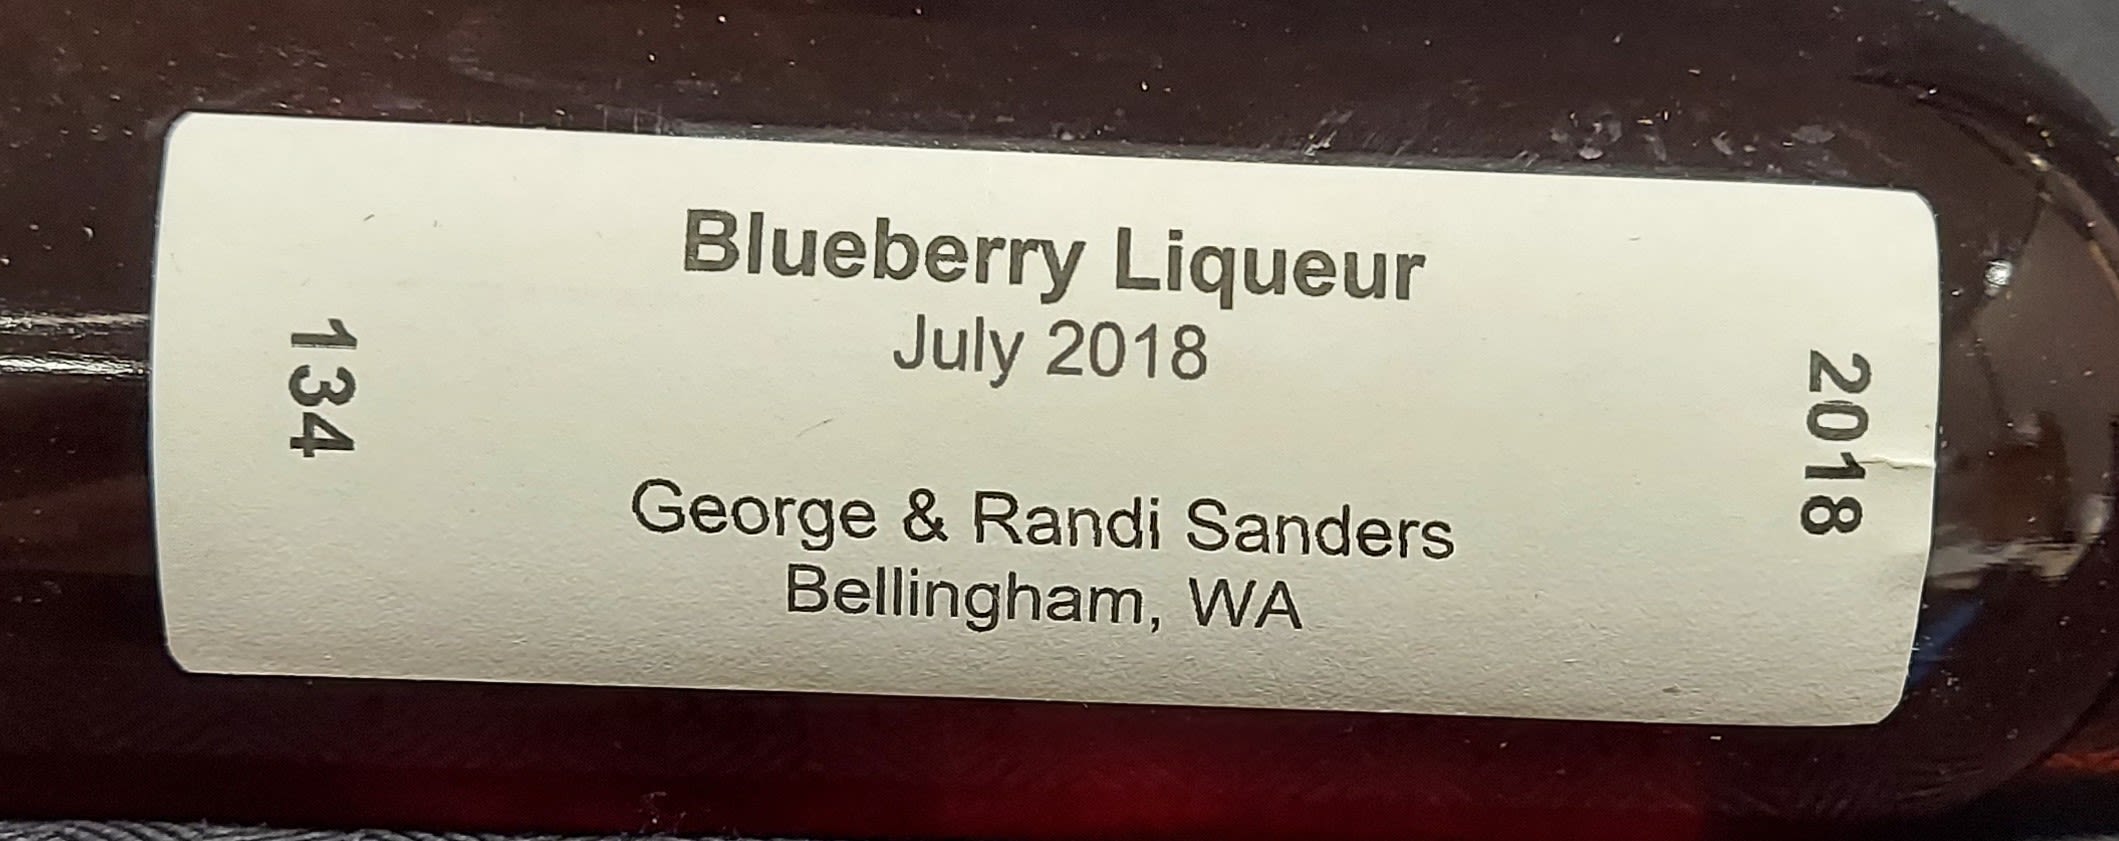 Blueberry Liqueur
July 2018
134
2018
George & Randi Sanders
Bellingham, WA